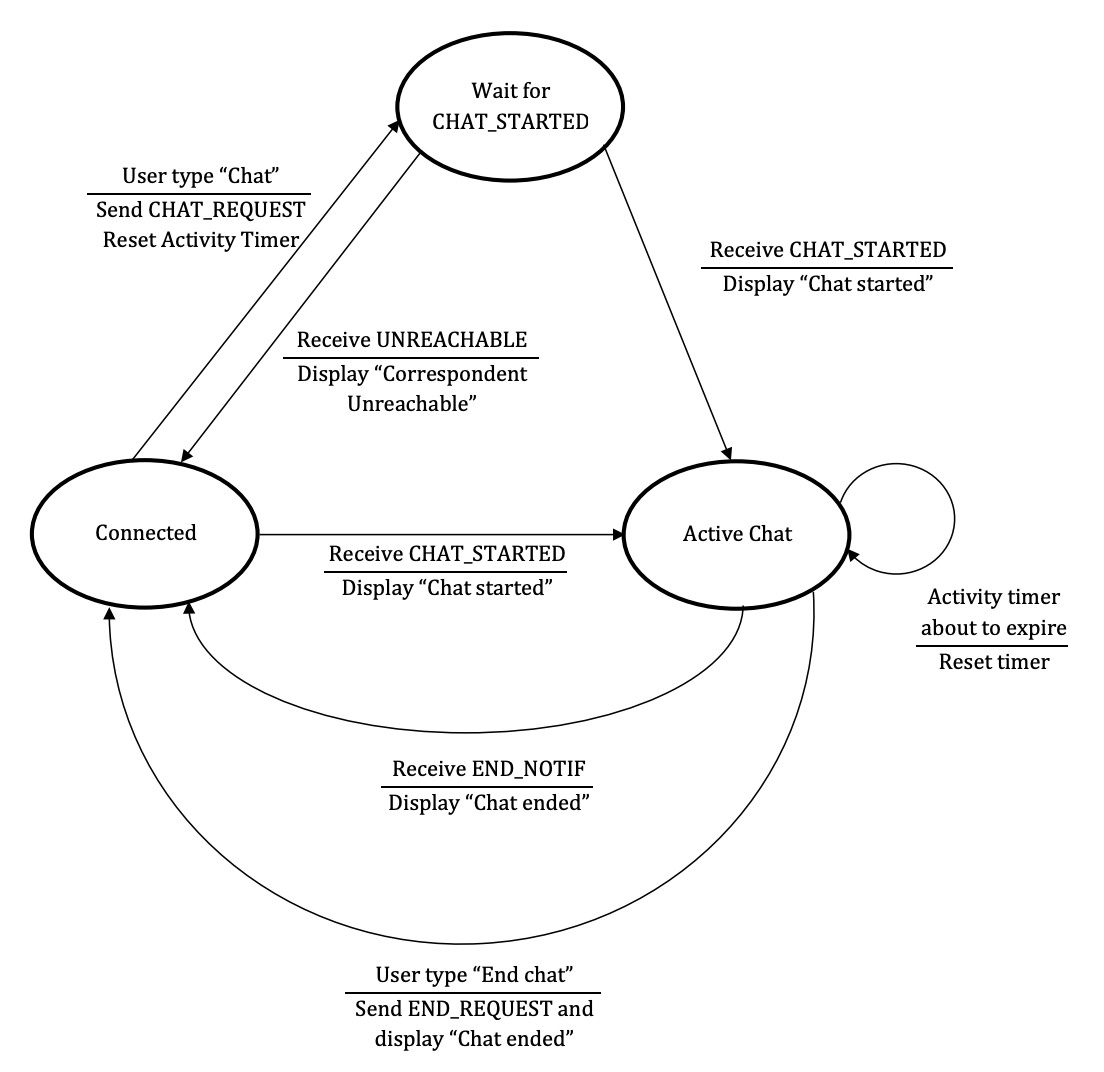 Wait for
CHAT_STARTED
User type “Chat”
Send CHAT_REQUEST
Reset Activity Timer
Receive CHAT_STARTED
Display “Chat started”
Receive UNREACHABLE
Display “Correspondent
Unreachable”
Connected
Active Chat
Receive CHAT_STARTED
Display “Chat started”
Activity timer
about to expire
Reset timer
Receive END_NOTIF
Display “Chat ended”
User type “End chat”
Send END_REQUEST and
display “Chat ended”